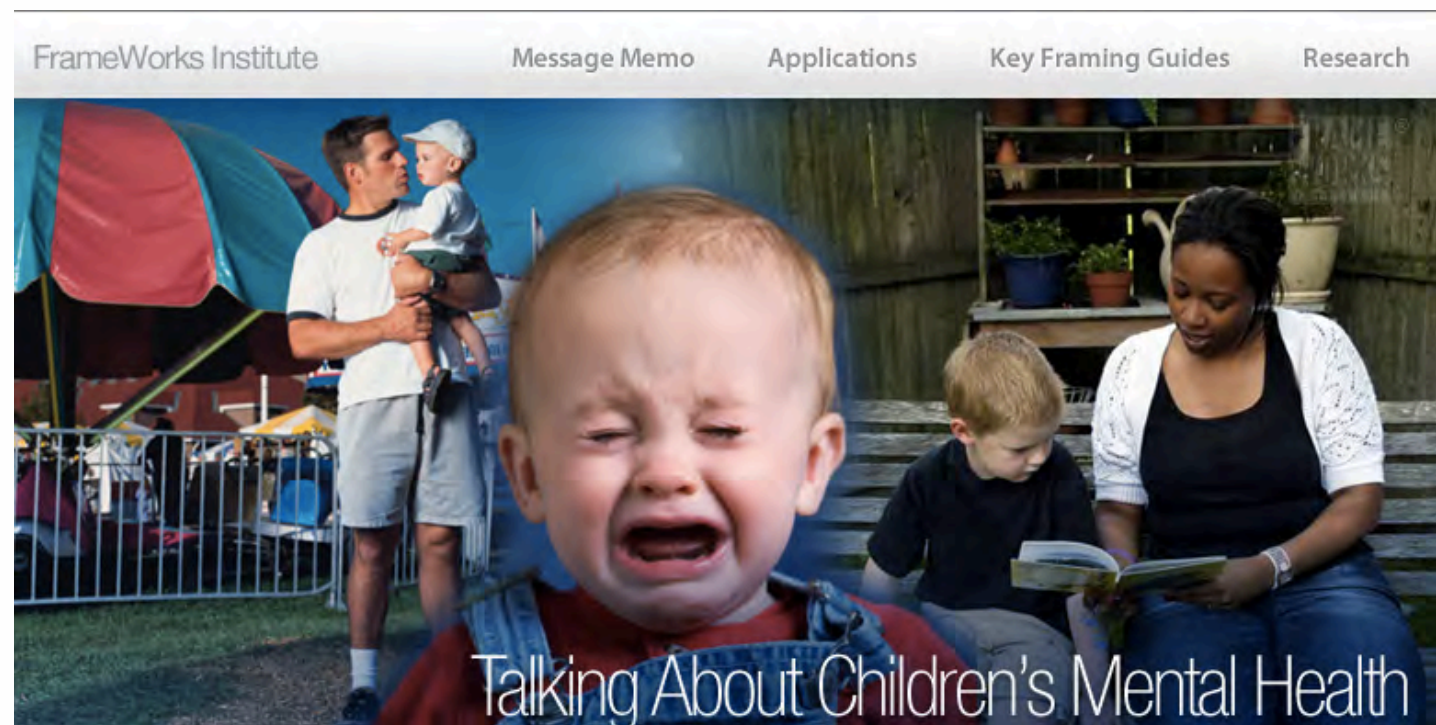 FrameWorks Institute Message Memo Applications Key Framing Guides Research
®
Talking About Children's Mental Health